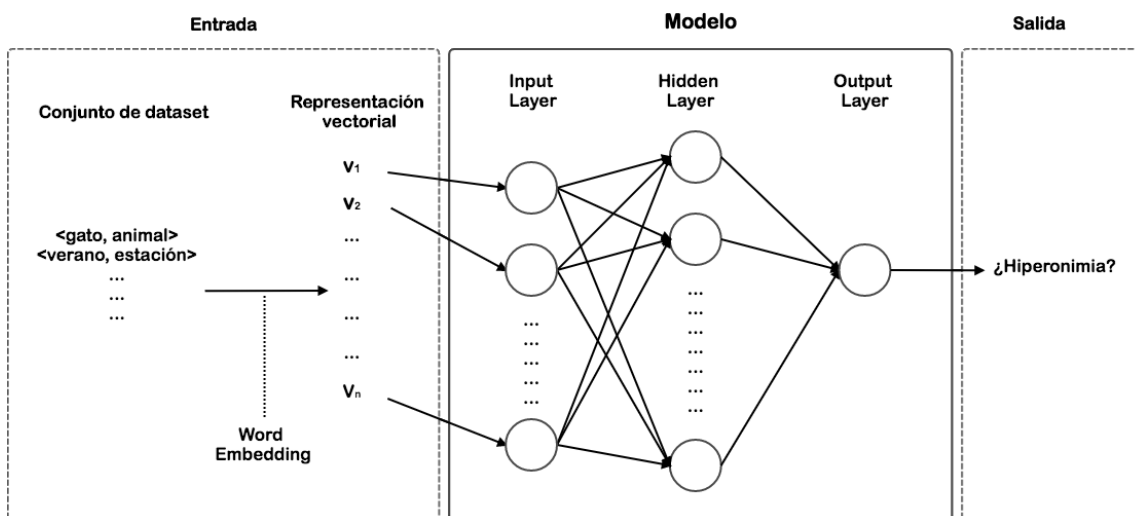 Entrada
Modelo
Salida
Conjunto de dataset
Representación
vectorial
Input
Layer
Hidden
Layer
Output
Layer
v1
v2
...
...
...
...
vn
<gato, animal>
<verano, estación>
...
...
...
Word
Embedding
...
...
...
...
...
...
...
...
...
...
...
...
¿Hiperonimia?